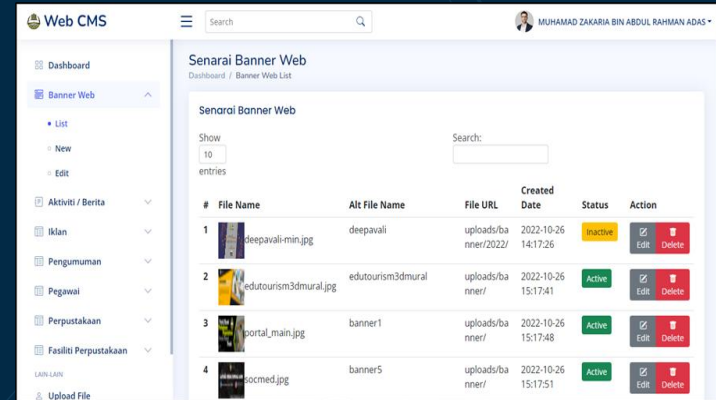 Web CMS
Search
MUHAMAD ZAKARIA BIN ABDUL RAHMAN ADAS
Dashboard
Banner Web
List
New
Edit
Aktiviti / Berita
Iklan
Pengumuman
Pegawai
Perpustakaan
Fasiliti Perpustakaan
LAIN-LAIN
Upload File
Senarai Banner Web
Dashboard / Banner Web List
Senarai Banner Web
Show
10
entries
Search:
# File Name Alt File Name File URL Created Date Status Action
1 deepavali-min.jpg deepavali uploads/ba 2022-10-26 Inactive Edit Delete
nner/2022/ 14:17:26
2 edutourism3dmural.jpg edutourism3dmural uploads/ba 2022-10-26 Active Edit Delete
nner/ 15:17:41
3 portal_main.jpg banner1 uploads/ba 2022-10-26 Active Edit Delete
nner/ 15:17:48
4 socmed.jpg banner5 uploads/ba 2022-10-26 Active Edit Delete
nner/ 15:17:51